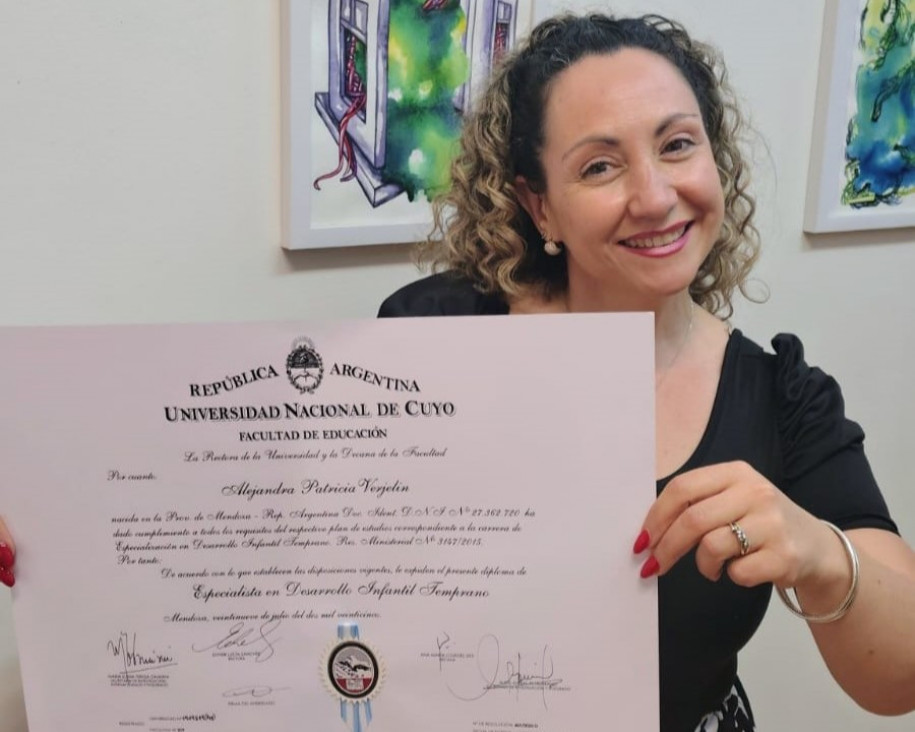 REPÚBLICA ARGENTINA
UNIVERSIDAD NACIONAL DE CUYO
FACULTAD DE EDUCACIÓN
La Rectora de la Universidad y la Decana de la Facultad
Por cuanto:
Alejandra Patricia Verjelin
nacida en la Prov. de Mendoza - Rep. Argentina Doc. Ident. D.N.I Nº 27.362.720 ha
dado cumplimiento a todos los requisitos del respectivo plan de estudios correspondiente a la carrera de
Especialización en Desarrollo Infantil Temprano. Res. Ministerial Nº 3147/2015.
Por tanto:
De acuerdo con lo que establecen las disposiciones vigentes, le expiden el presente diploma de
Especialista en Desarrollo Infantil Temprano
Mendoza, veintinueve de julio del dos mil veinticinco.